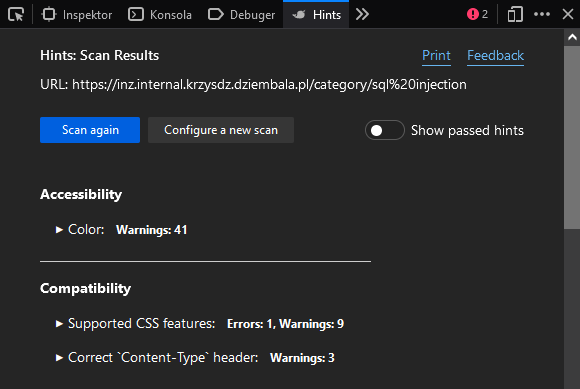 Inspektor Konsola Debuger Hints 2
Hints: Scan Results Print Feedback
URL: https://inz.internal.krzysdz.dziembala.pl/category/sql%20injection
Scan again Configure a new scan Show passed hints
Accessibility
Color: Warnings: 41
Compatibility
Supported CSS features: Errors: 1, Warnings: 9
Correct `Content-Type` header: Warnings: 3